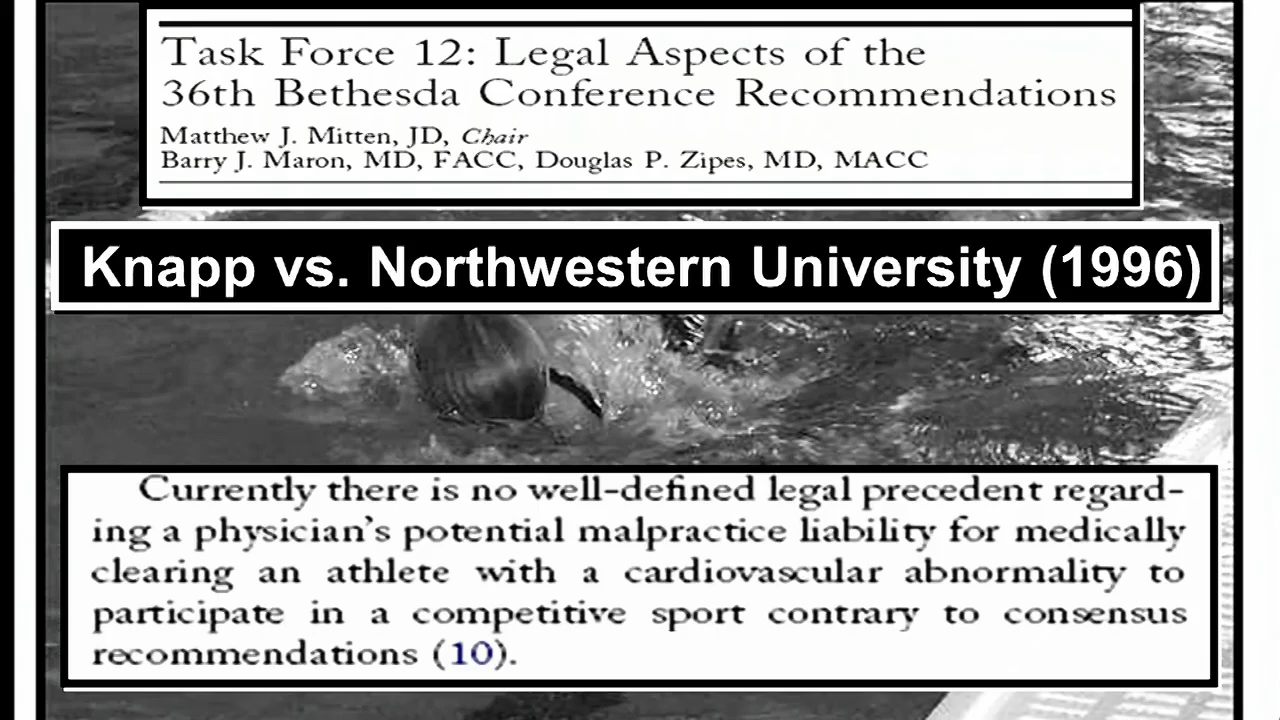 Task Force 12: Legal Aspects of the
36th Bethesda Conference Recommendations
Matthew J. Mitten, JD, Chair
Barry J. Maron, MD, FACC, Douglas P. Zipes, MD, MACC
Knapp vs. Northwestern University (1996)
Currently there is no well-defined legal precedent regard-
ing a physician's potential malpractice liability for medically
clearing an athlete with a cardiovascular abnormality to
participate in a competitive sport contrary to consensus
recommendations (10).